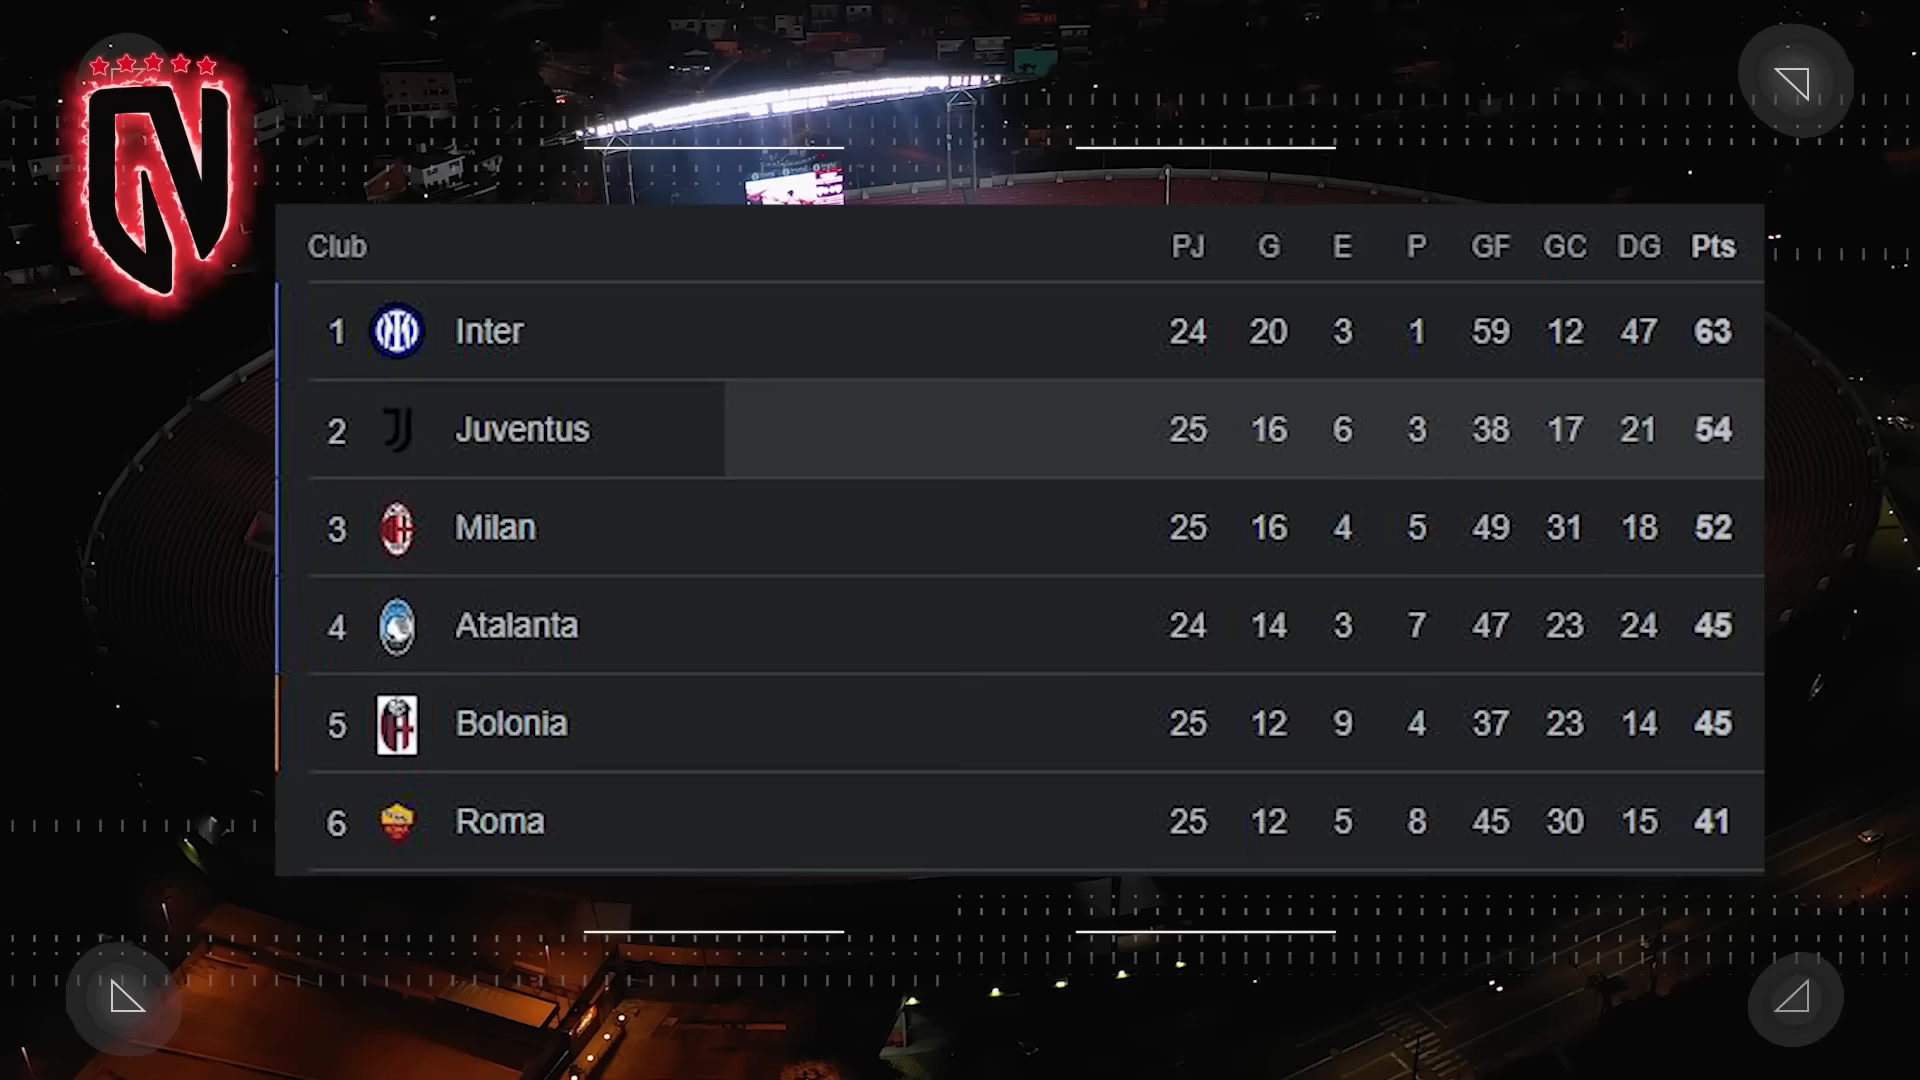 Club PJ G E P GF GC DG Pts
1 Inter 24 20 3 1 59 12 47 63
2 Juventus 25 16 6 3 38 17 21 54
3 Milan 25 16 4 5 49 31 18 52
4 Atalanta 24 14 3 7 47 23 24 45
5 Bolonia 25 12 9 4 37 23 14 45
6 Roma 25 12 5 8 45 30 15 41